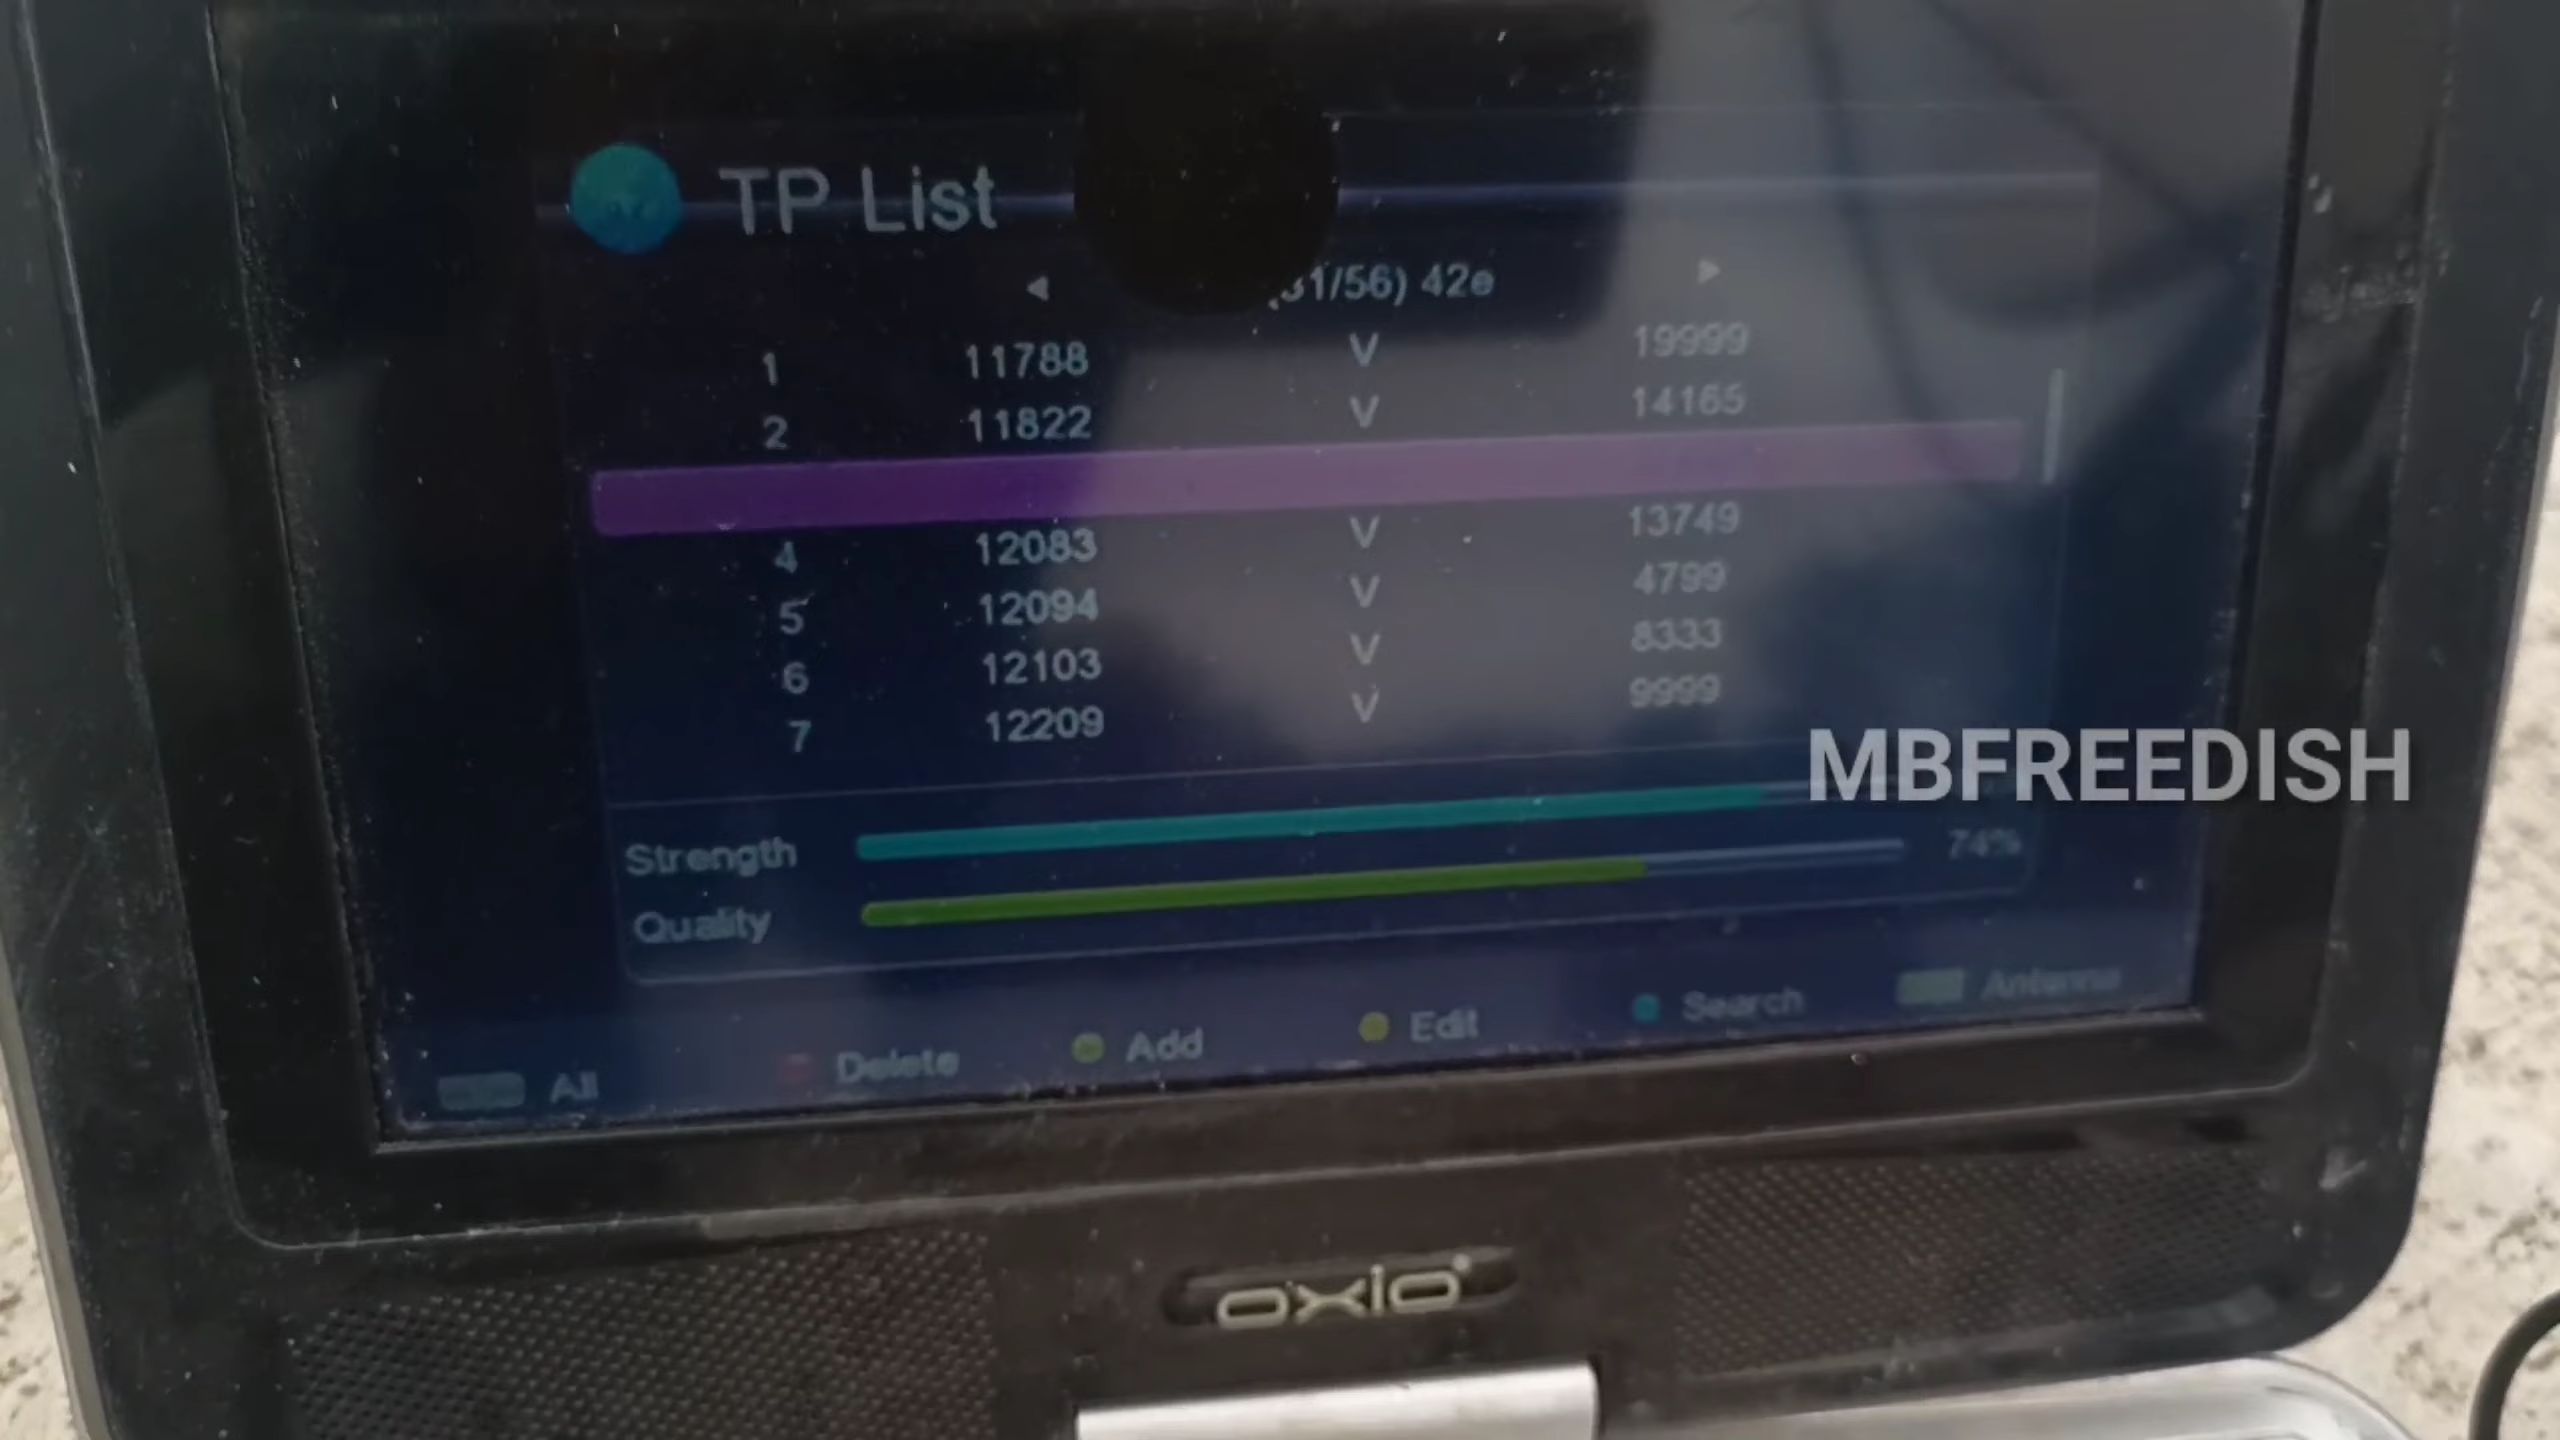 TP List
31/56) 42e
1 11788 V 19999
2 11822 V 14165
4 12083 V 13749
5 12094 V 4799
6 12103 V 8333
7 12209 V 9999
MBFREEDISH
Strength
74%
Quality
All Delete Add Edit Search Antenna
oxio